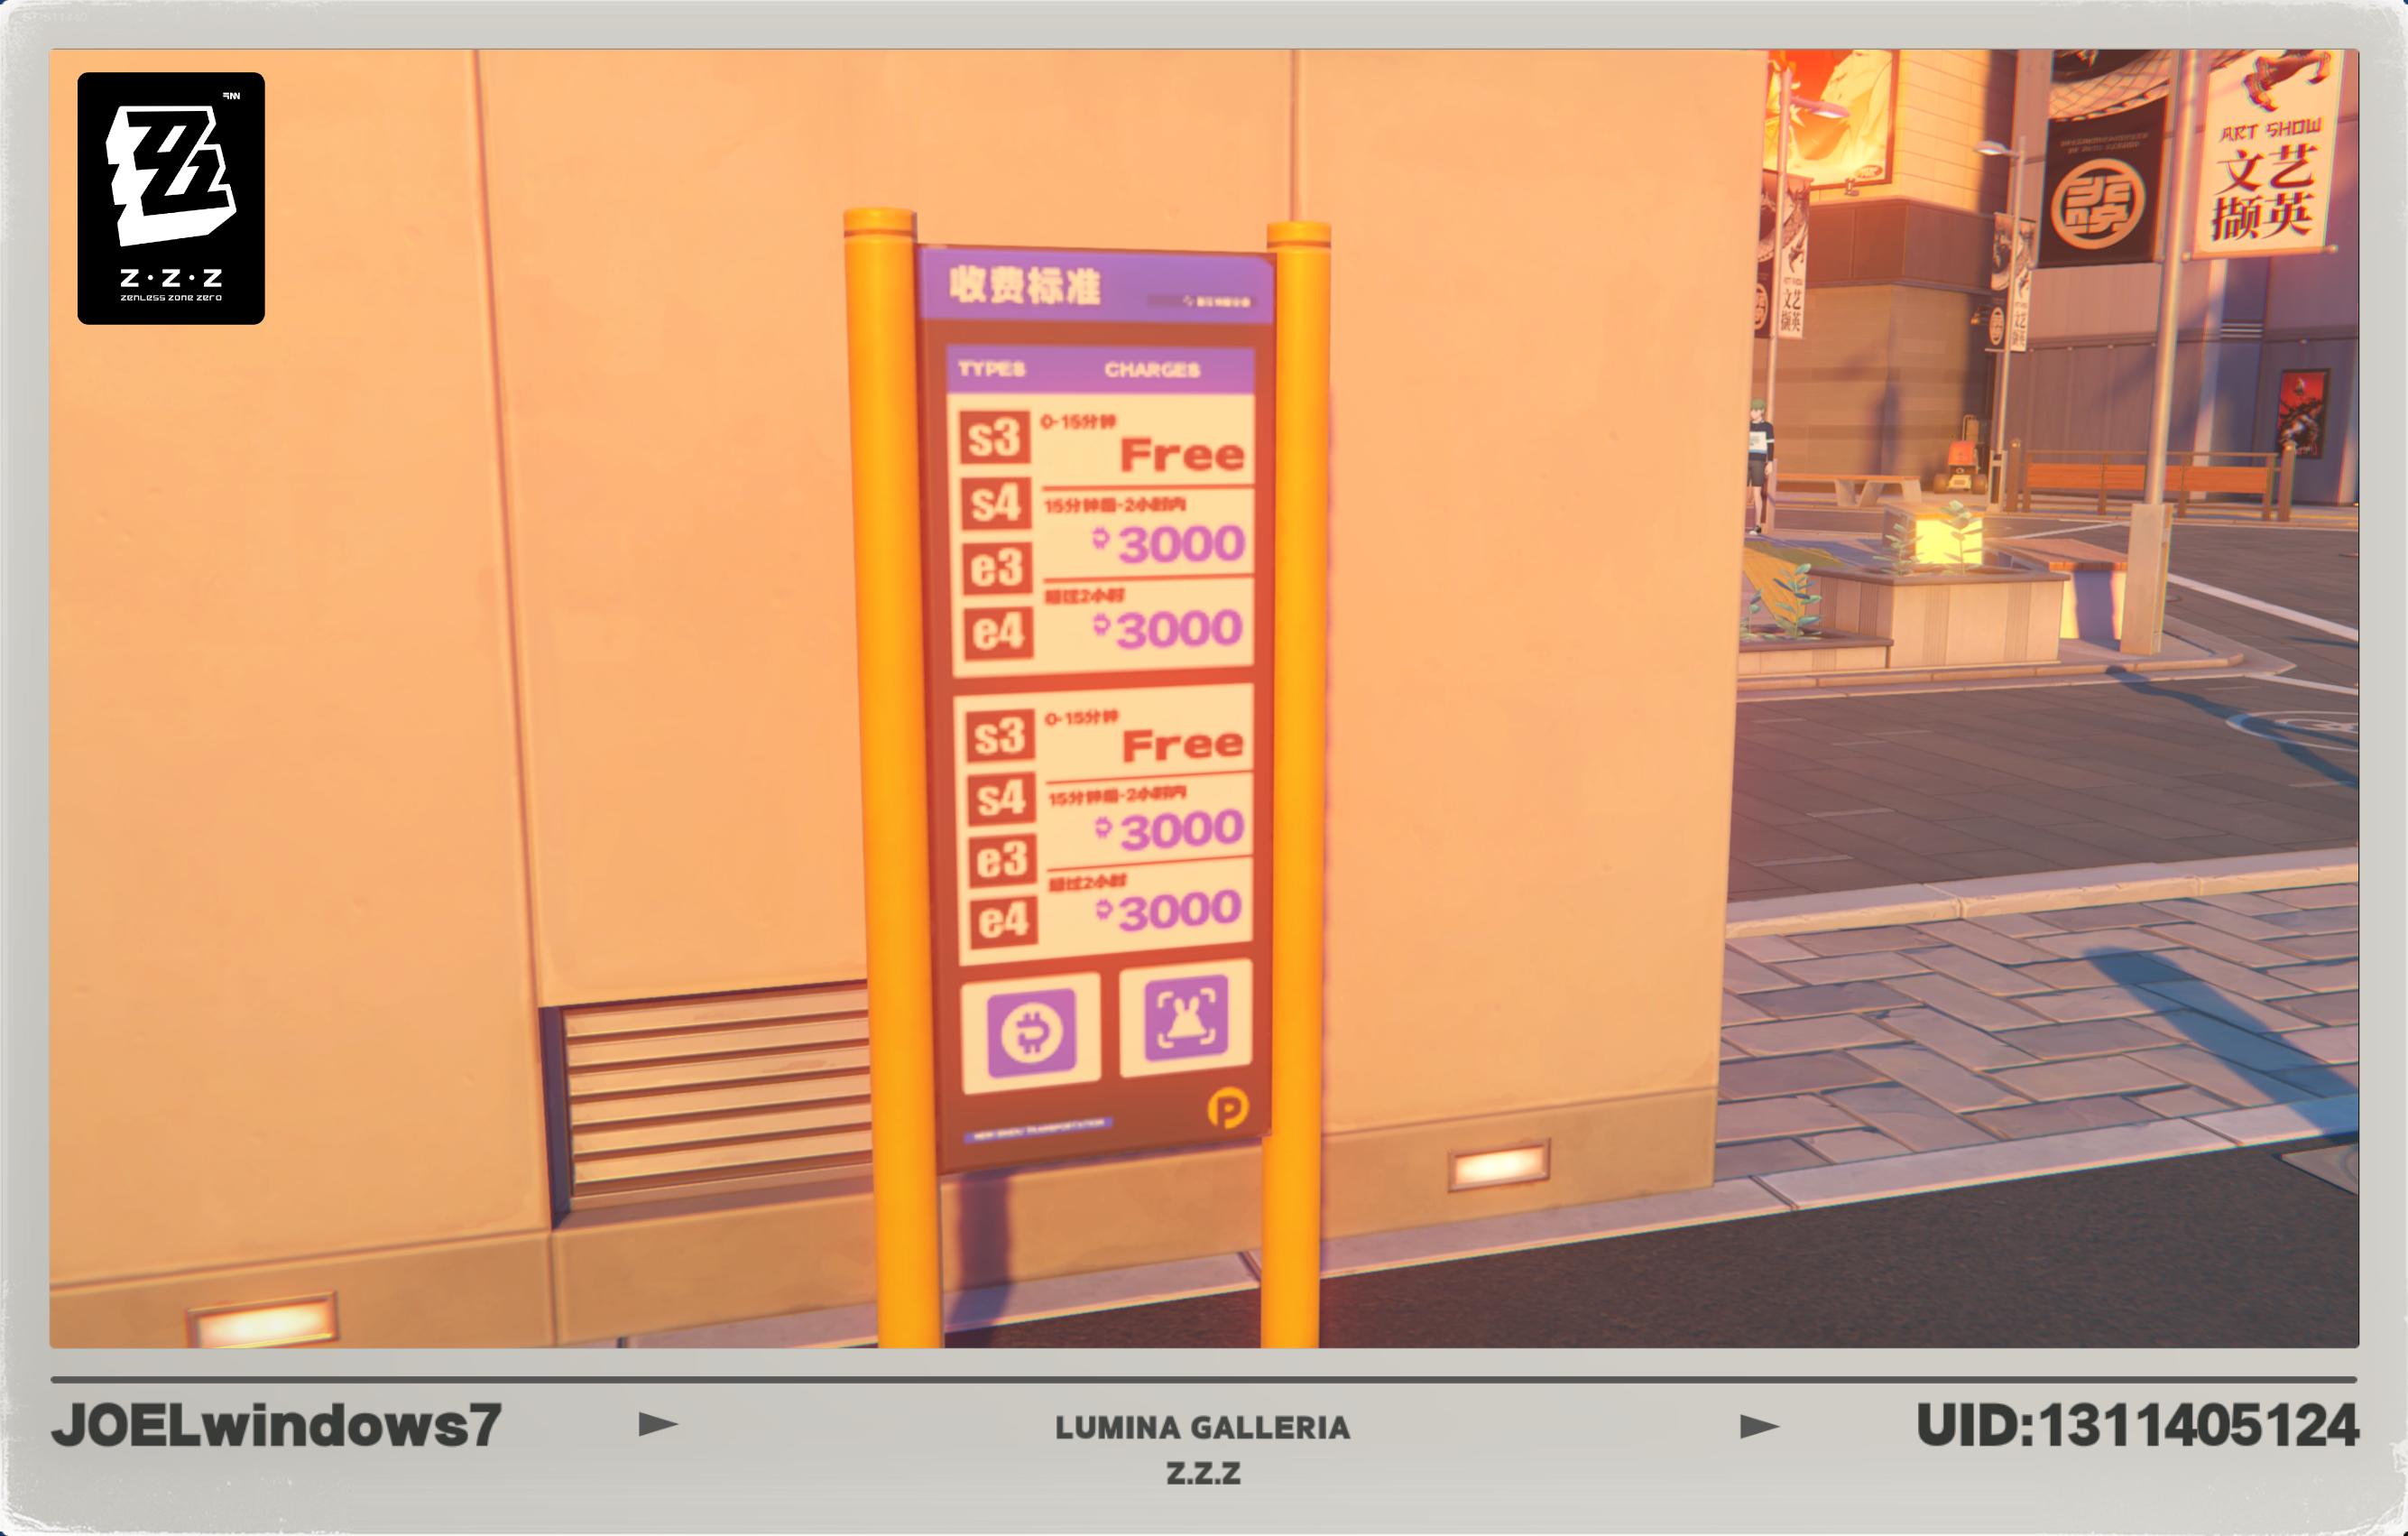 Z·Z·Z
ZENLESS ZONE ZERO
ART SHOW
文艺
撷英
文艺
撷英
收费标准
TYPES CHARGES
s3
s4
e3
e4
0-15分钟
Free
15分钟后-2小时内
3000
超过2小时
3000
s3
s4
e3
e4
0-15分钟
Free
15分钟后-2小时内
3000
超过2小时
3000
P
JOELwindows7
LUMINA GALLERIA
Z.Z.Z
UID:1311405124